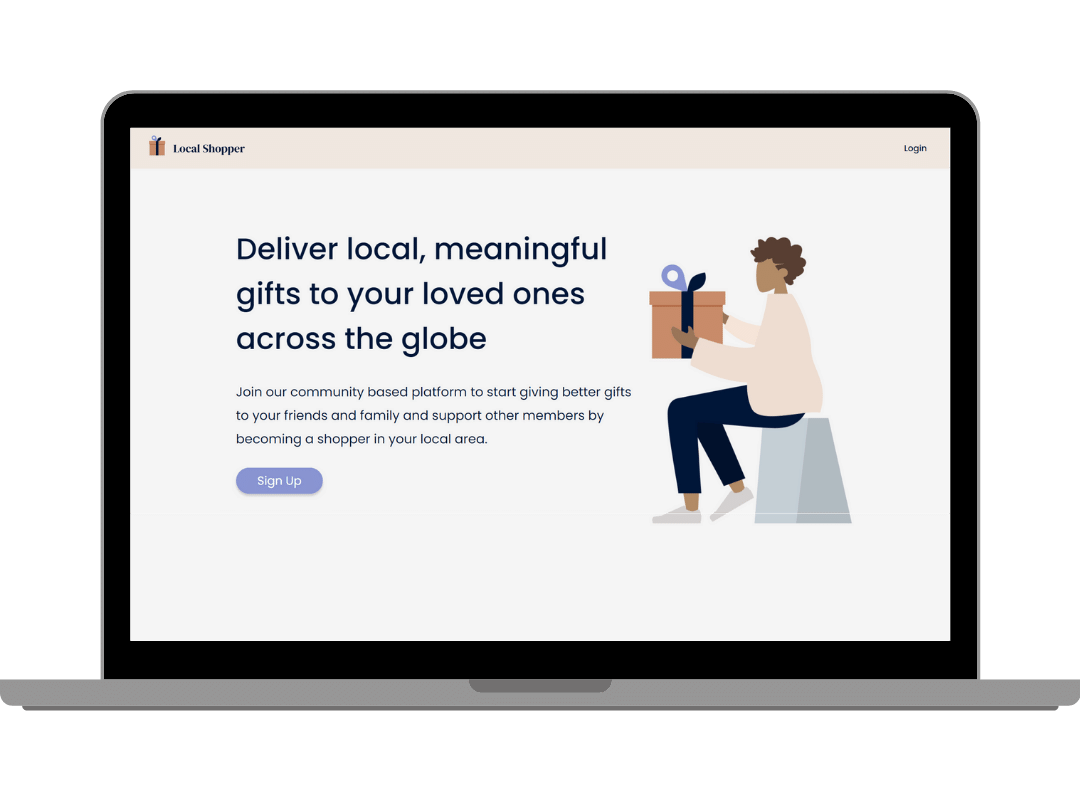 Local Shopper
Login
Deliver local, meaningful
gifts to your loved ones
across the globe
Join our community based platform to start giving better gifts
to your friends and family and support other members by
becoming a shopper in your local area.
Sign Up